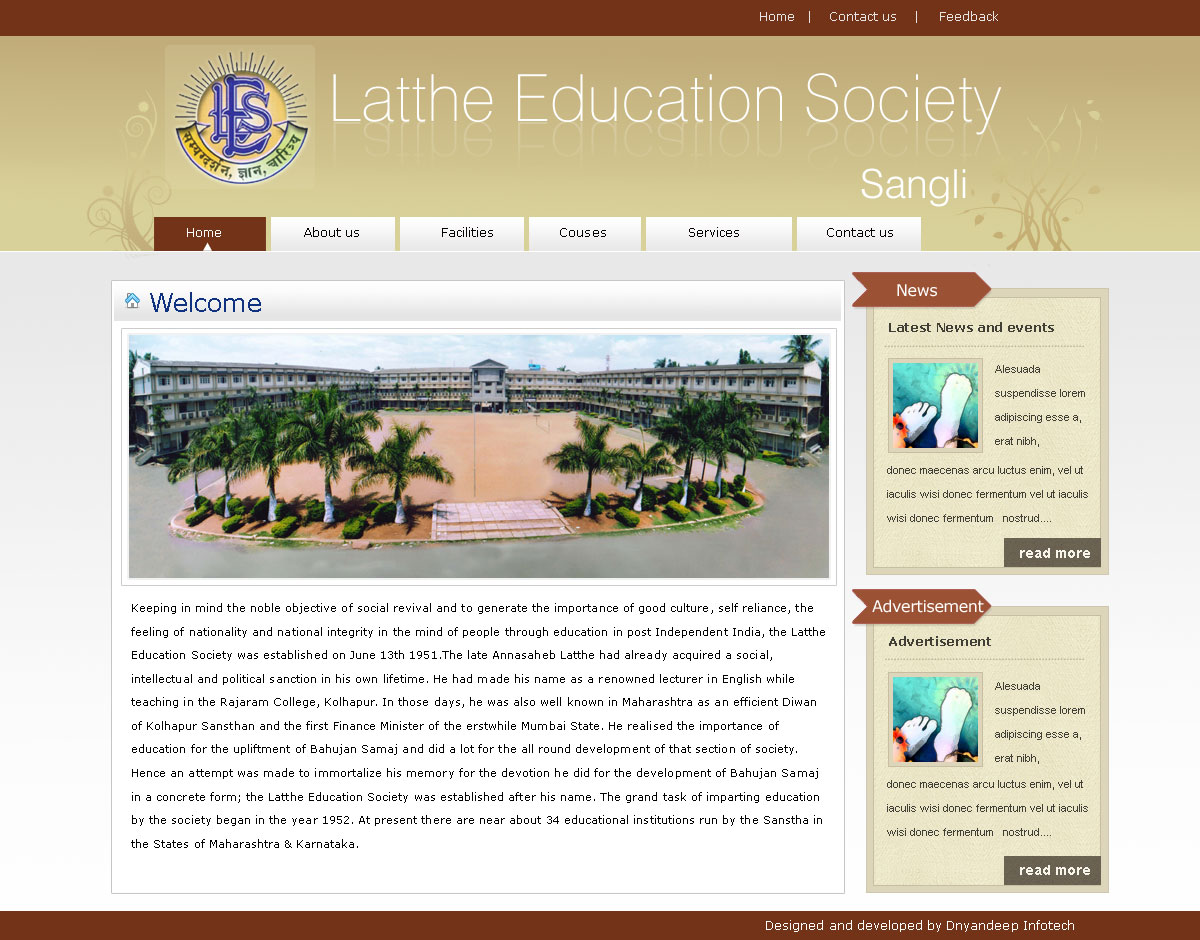 Home | Contact us | Feedback
LES
सम्यग्दर्शन, ज्ञान, चारित्र्य
Latthe Education Society
Sangli
Home About us Facilities Couses Services Contact us
Welcome
Keeping in mind the noble objective of social revival and to generate the importance of good culture, self reliance, the
feeling of nationality and national integrity in the mind of people through education in post Independent India, the Latthe
Education Society was established on June 13th 1951.The late Annasaheb Latthe had already acquired a social,
intellectual and political sanction in his own lifetime. He had made his name as a renowned lecturer in English while
teaching in the Rajaram College, Kolhapur. In those days, he was also well known in Maharashtra as an efficient Diwan
of Kolhapur Sansthan and the first Finance Minister of the erstwhile Mumbai State. He realised the importance of
education for the upliftment of Bahujan Samaj and did a lot for the all round development of that section of society.
Hence an attempt was made to immortalize his memory for the devotion he did for the development of Bahujan Samaj
in a concrete form; the Latthe Education Society was established after his name. The grand task of imparting education
by the society began in the year 1952. At present there are near about 34 educational institutions run by the Sanstha in
the States of Maharashtra & Karnataka.
News
Latest News and events
Alesuada
suspendisse lorem
adipiscing esse a,
erat nibh,
donec maecenas arcu luctus enim, vel ut
iaculis wisi donec fermentum vel ut iaculis
wisi donec fermentum nostrud....
read more
Advertisement
Advertisement
Alesuada
suspendisse lorem
adipiscing esse a,
erat nibh,
donec maecenas arcu luctus enim, vel ut
iaculis wisi donec fermentum vel ut iaculis
wisi donec fermentum nostrud....
read more
Designed and developed by Dnyandeep Infotech